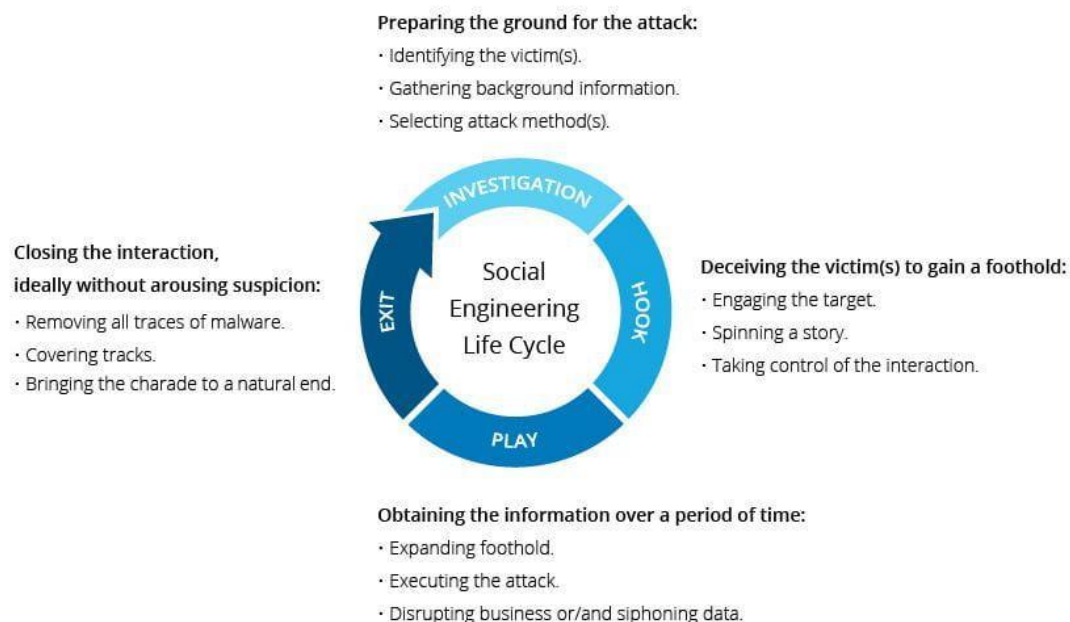 Preparing the ground for the attack:
· Identifying the victim(s).
· Gathering background information.
· Selecting attack method(s).
INVESTIGATION
Closing the interaction,
ideally without arousing suspicion:
· Removing all traces of malware.
· Covering tracks.
· Bringing the charade to a natural end.
EXIT
Social
Engineering
Life Cycle
HOOK
Deceiving the victim(s) to gain a foothold:
· Engaging the target.
· Spinning a story.
· Taking control of the interaction.
PLAY
Obtaining the information over a period of time:
· Expanding foothold.
· Executing the attack.
· Disrupting business or/and siphoning data.